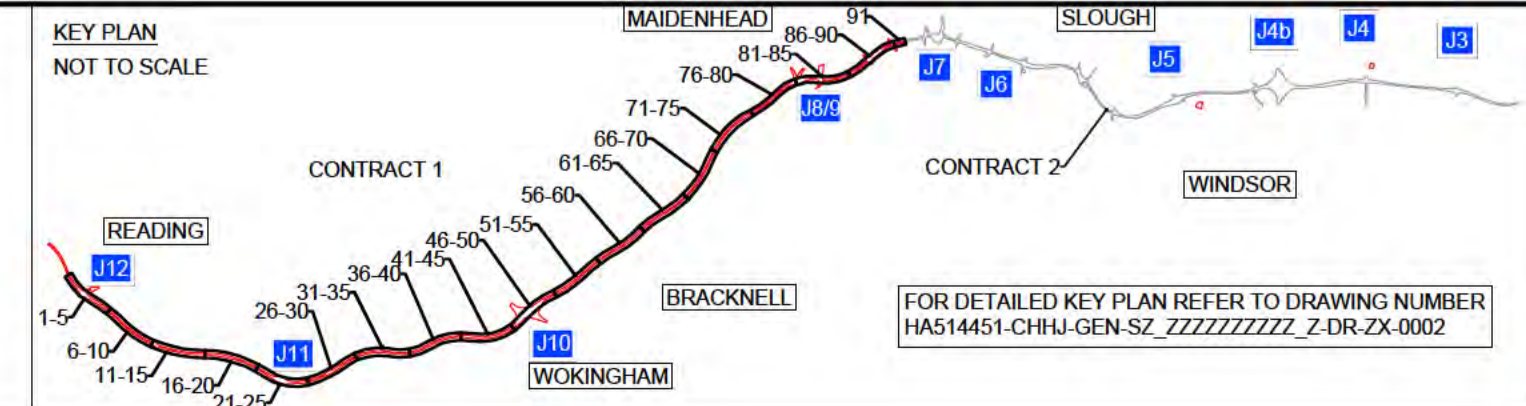 KEY PLAN
NOT TO SCALE
MAIDENHEAD
91
SLOUGH
J4b
J4
J3
86-90
81-85
J5
J7
J6
76-80
J8/9
71-75
66-70
61-65
CONTRACT 1
CONTRACT 2
WINDSOR
56-60
51-55
READING
46-50
41-45
J12
36-40
31-35
26-30
BRACKNELL
FOR DETAILED KEY PLAN REFER TO DRAWING NUMBER
HA514451-CHHJ-GEN-SZ_ZZZZZZZZZZ_Z-DR-ZX-0002
1-5
6-10
J11
J10
11-15
16-20
WOKINGHAM
21-25